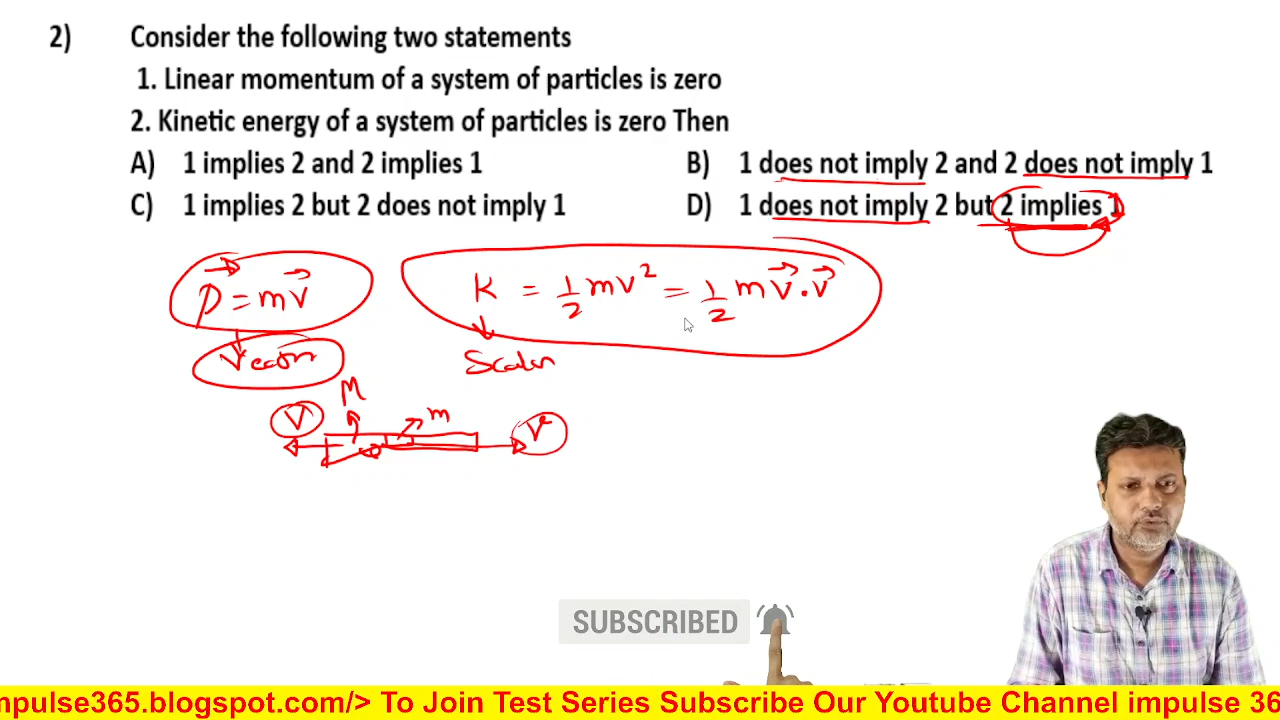 2) Consider the following two statements
1. Linear momentum of a system of particles is zero
2. Kinetic energy of a system of particles is zero Then
A) 1 implies 2 and 2 implies 1
B) 1 does not imply 2 and 2 does not imply 1
C) 1 implies 2 but 2 does not imply 1
D) 1 does not imply 2 but 2 implies 1
p⃗ = mv⃗
K = 1/2 mv² = 1/2 m v⃗ · v⃗
Vector
Scalar
M
m
V
V
SUBSCRIBED
mpulse365.blogspot.com/> To Join Test Series Subscribe Our Youtube Channel impulse 36